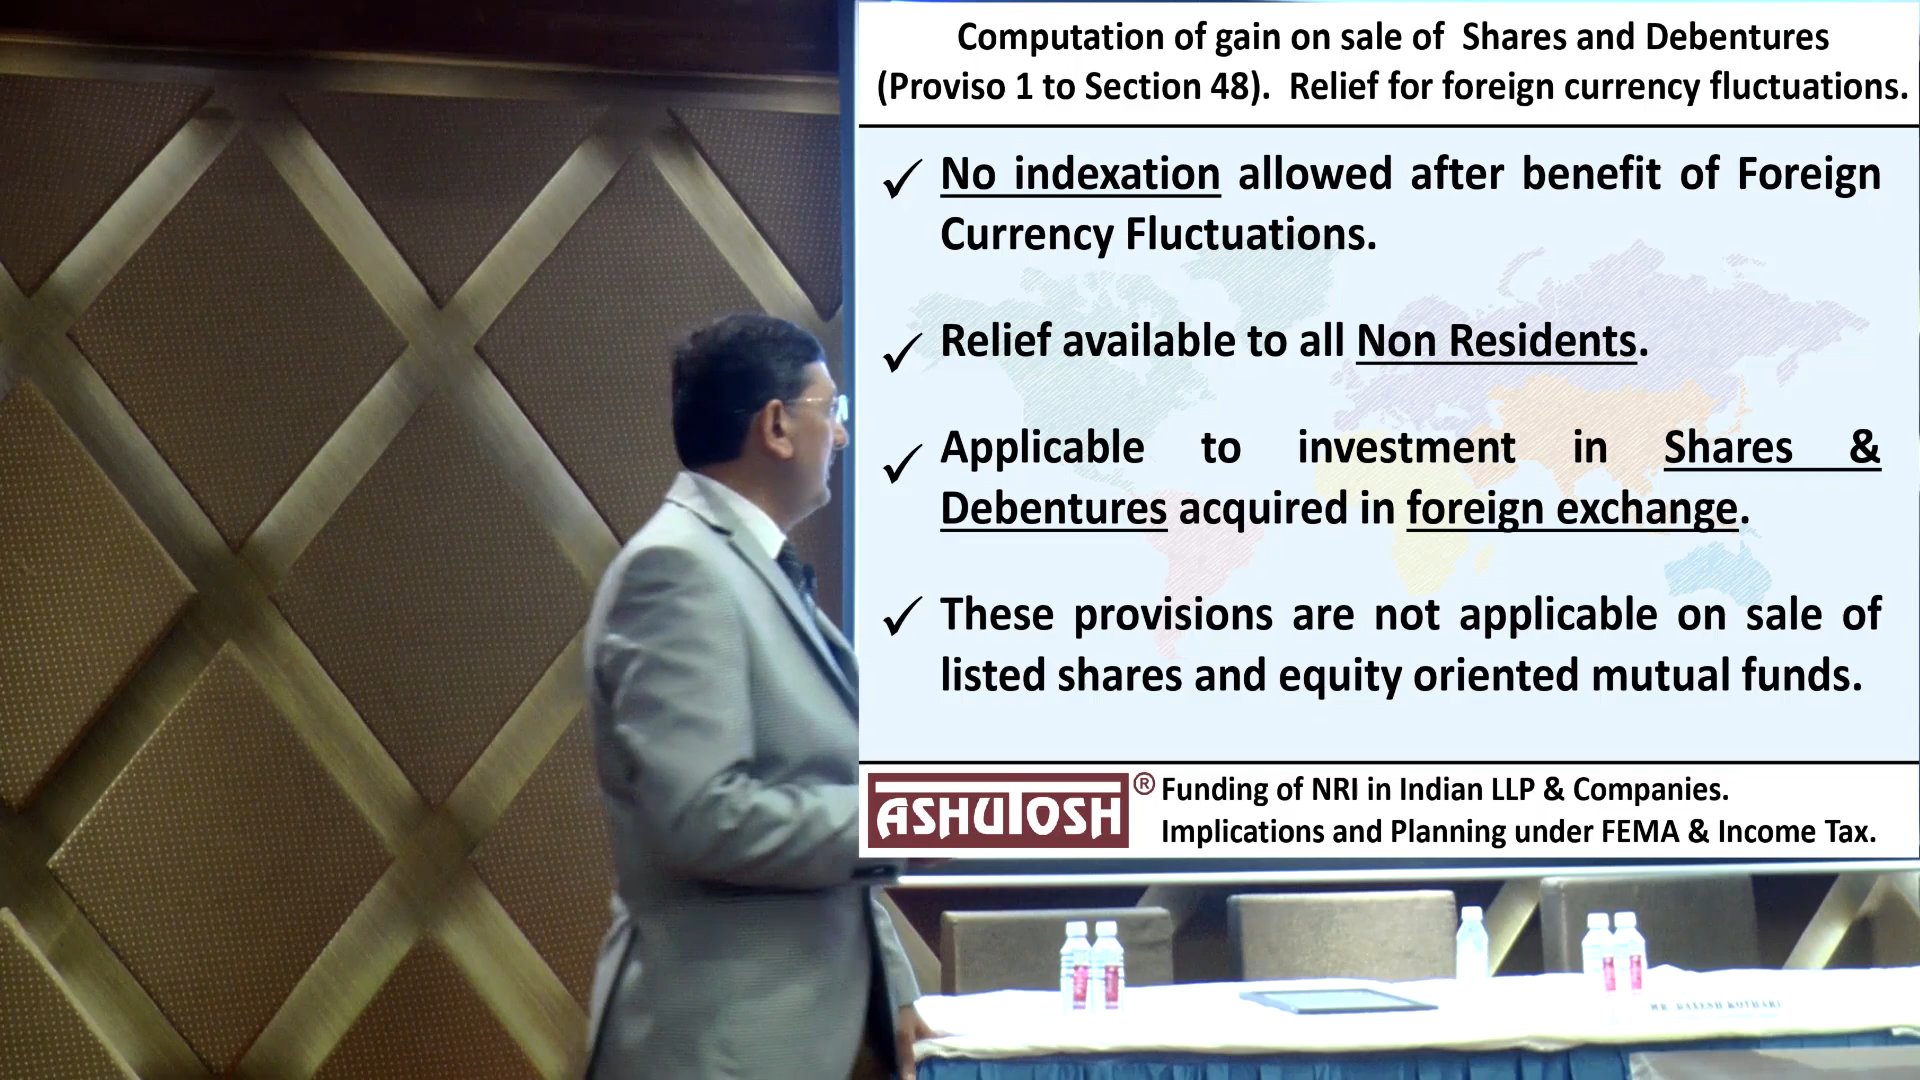 Computation of gain on sale of Shares and Debentures
(Proviso 1 to Section 48). Relief for foreign currency fluctuations.
✓ No indexation allowed after benefit of Foreign
Currency Fluctuations.
✓ Relief available to all Non Residents.
✓ Applicable to investment in Shares &
Debentures acquired in foreign exchange.
✓ These provisions are not applicable on sale of
listed shares and equity oriented mutual funds.
ASHUTOSH®
Funding of NRI in Indian LLP & Companies.
Implications and Planning under FEMA & Income Tax.
KOTHARI